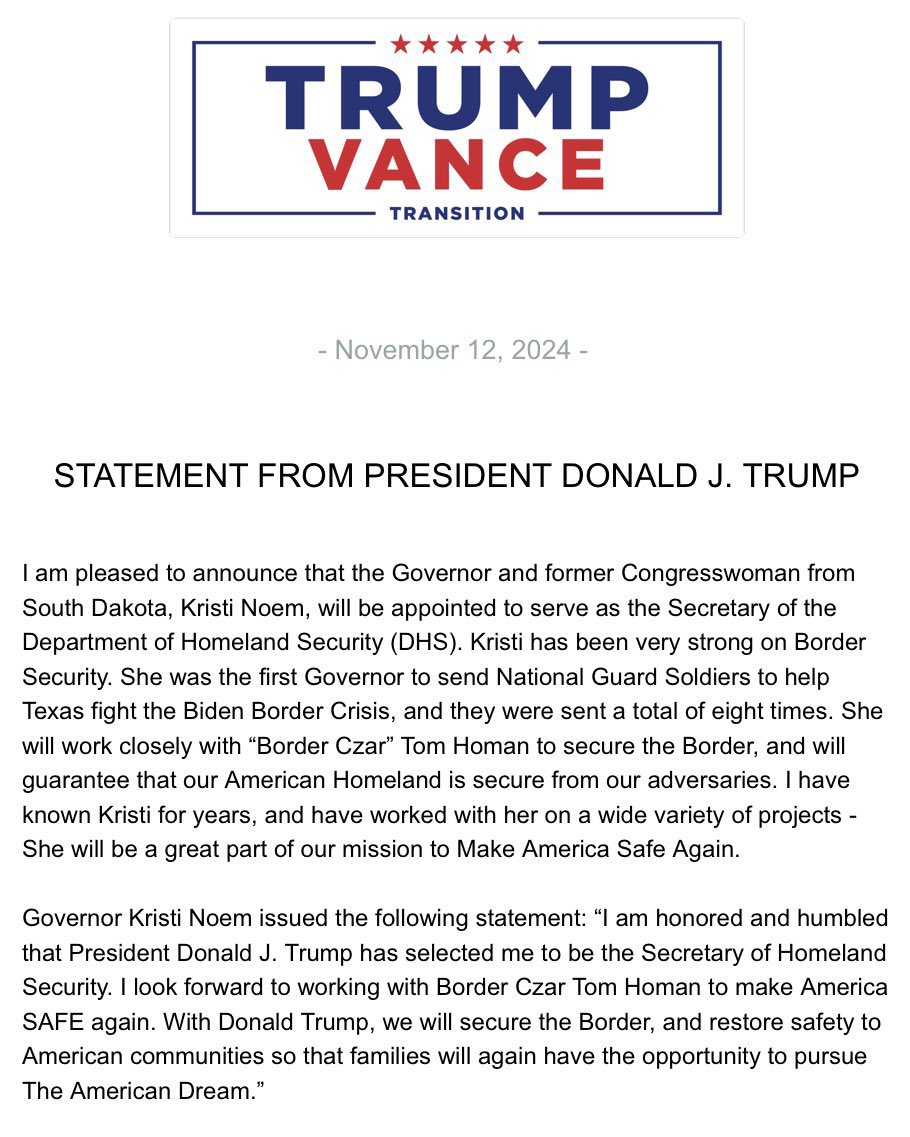 TRUMP
VANCE
TRANSITION
- November 12, 2024 -
STATEMENT FROM PRESIDENT DONALD J. TRUMP
I am pleased to announce that the Governor and former Congresswoman from
South Dakota, Kristi Noem, will be appointed to serve as the Secretary of the
Department of Homeland Security (DHS). Kristi has been very strong on Border
Security. She was the first Governor to send National Guard Soldiers to help
Texas fight the Biden Border Crisis, and they were sent a total of eight times. She
will work closely with “Border Czar” Tom Homan to secure the Border, and will
guarantee that our American Homeland is secure from our adversaries. I have
known Kristi for years, and have worked with her on a wide variety of projects -
She will be a great part of our mission to Make America Safe Again.
Governor Kristi Noem issued the following statement: “I am honored and humbled
that President Donald J. Trump has selected me to be the Secretary of Homeland
Security. I look forward to working with Border Czar Tom Homan to make America
SAFE again. With Donald Trump, we will secure the Border, and restore safety to
American communities so that families will again have the opportunity to pursue
The American Dream.”